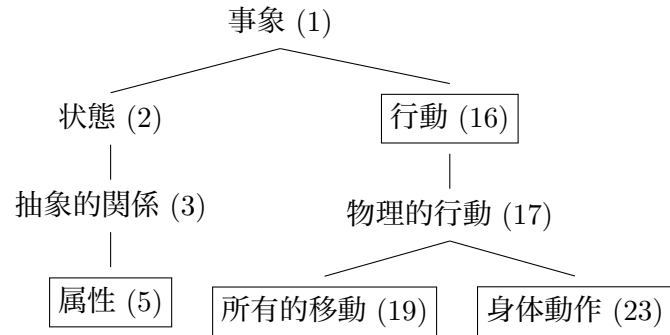 事象 (1)
状態 (2)
行動 (16)
抽象的関係 (3)
物理的行動 (17)
属性 (5)
所有的移動 (19)
身体動作 (23)